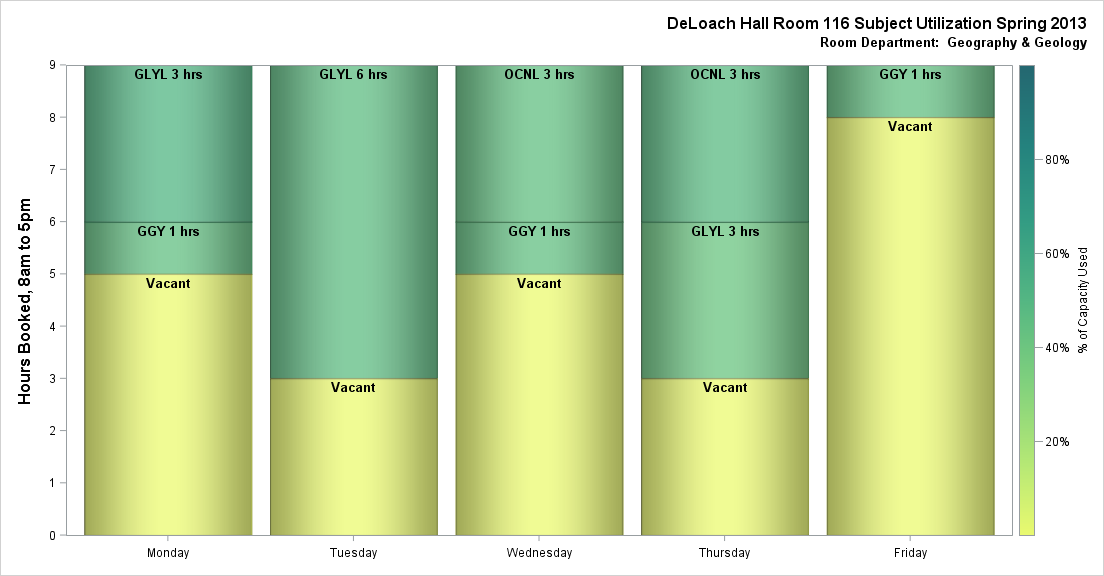 DeLoach Hall Room 116 Subject Utilization Spring 2013
Room Department: Geography & Geology
Hours Booked, 8am to 5pm
9
8
7
6
5
4
3
2
1
0
GLYL 3 hrs
GGY 1 hrs
Vacant
GLYL 6 hrs
Vacant
OCNL 3 hrs
GGY 1 hrs
Vacant
OCNL 3 hrs
GLYL 3 hrs
Vacant
GGY 1 hrs
Vacant
Monday
Tuesday
Wednesday
Thursday
Friday
80%
60%
40%
20%
% of Capacity Used